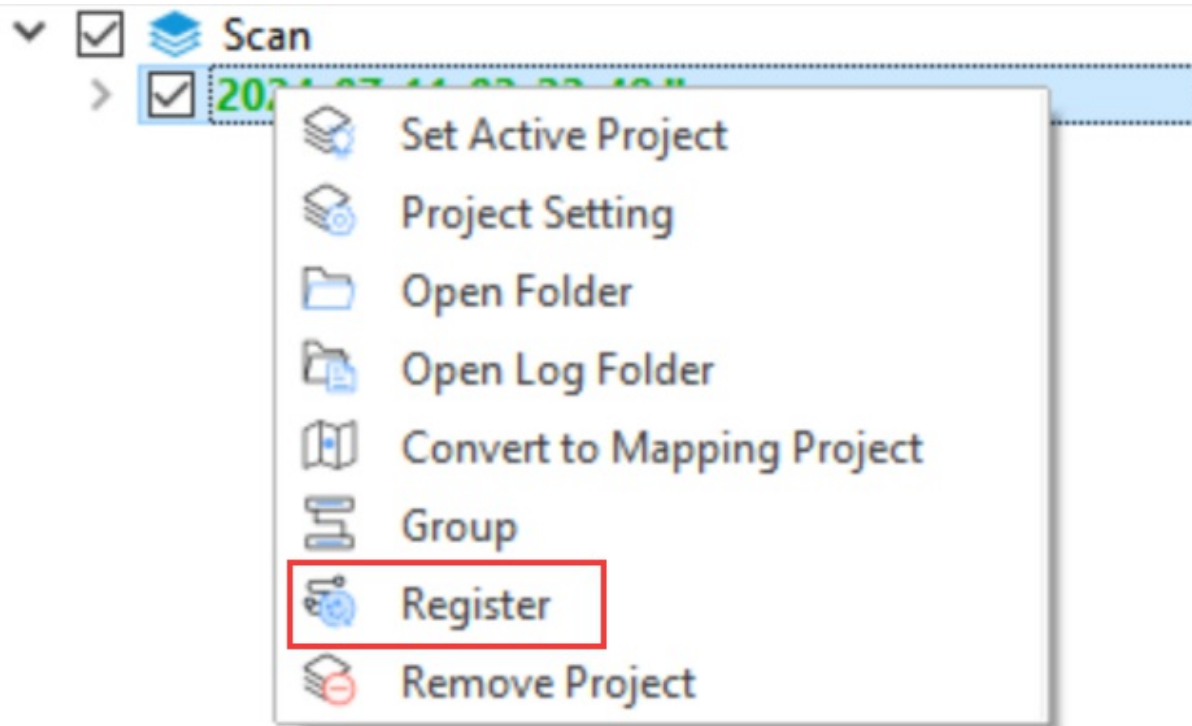 Scan
Set Active Project
Project Setting
Open Folder
Open Log Folder
Convert to Mapping Project
Group
Register
Remove Project